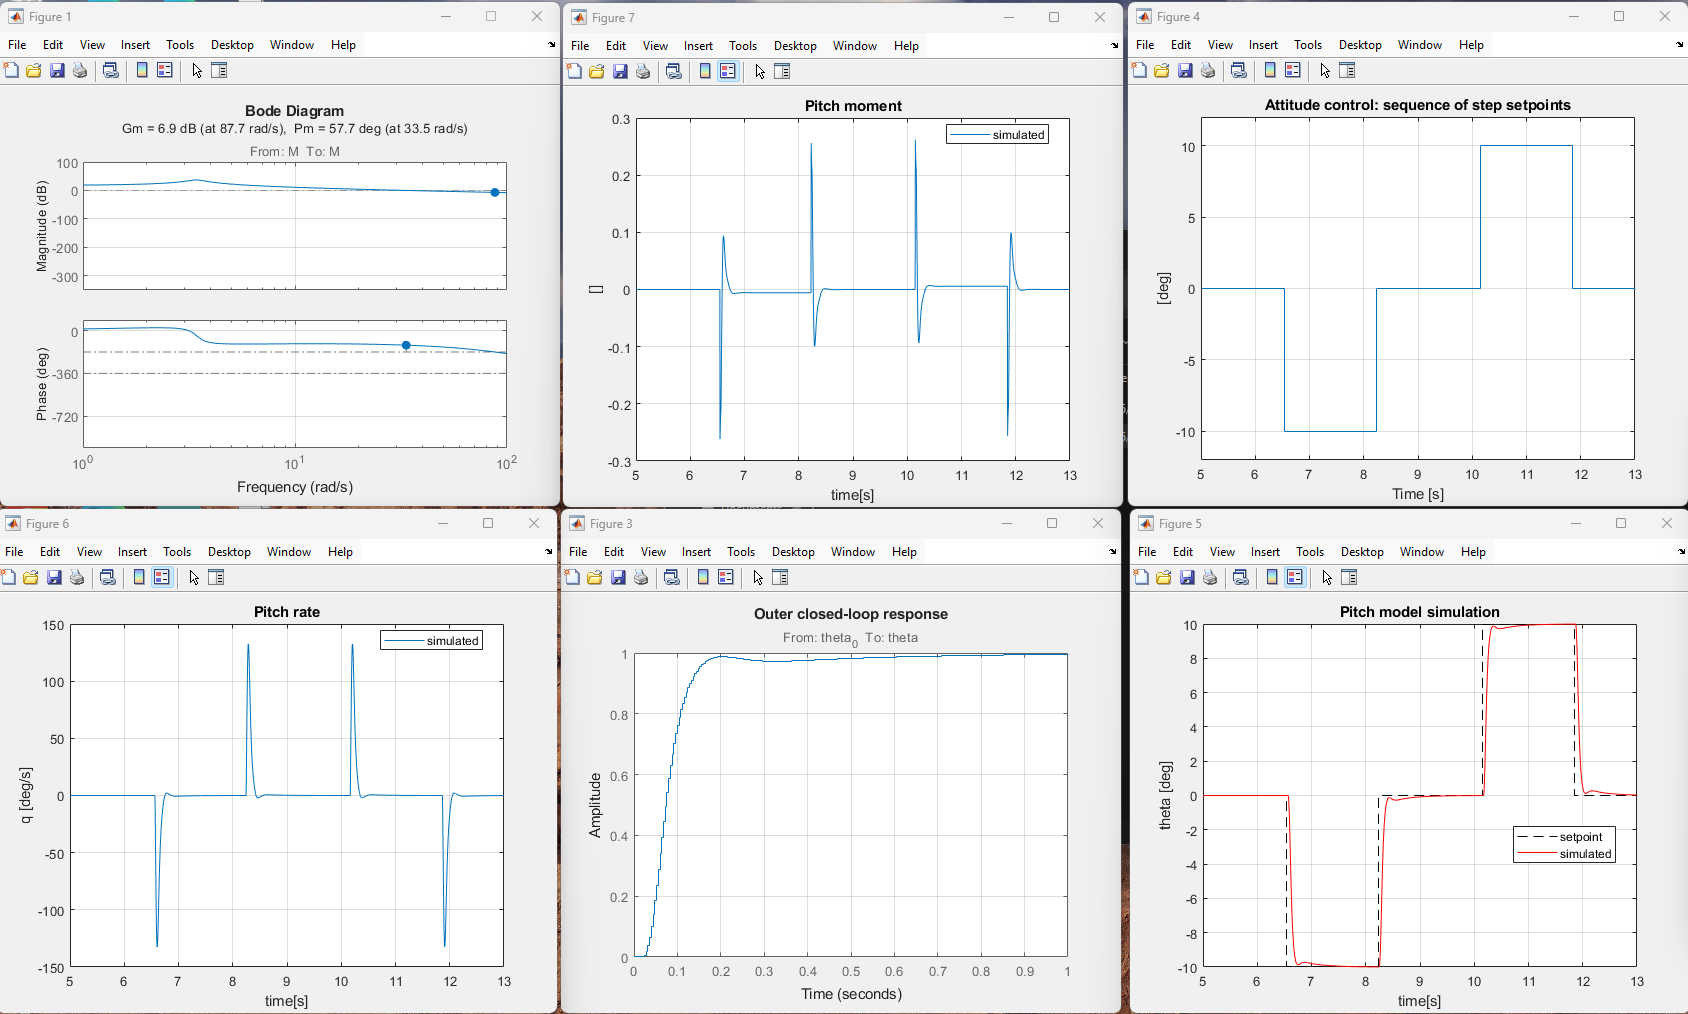 Figure 1
File Edit View Insert Tools Desktop Window Help
Bode Diagram
Gm = 6.9 dB (at 87.7 rad/s), Pm = 57.7 deg (at 33.5 rad/s)
From: M To: M
Magnitude (dB)
100
0
-100
-200
-300
Phase (deg)
0
-360
-720
10^0 10^1 10^2
Frequency (rad/s)
Figure 7
File Edit View Insert Tools Desktop Window Help
Pitch moment
simulated
[]
0.3
0.2
0.1
0
-0.1
-0.2
-0.3
5 6 7 8 9 10 11 12 13
time[s]
Figure 4
File Edit View Insert Tools Desktop Window Help
Attitude control: sequence of step setpoints
[deg]
10
5
0
-5
-10
5 6 7 8 9 10 11 12 13
Time [s]
Figure 6
File Edit View Insert Tools Desktop Window Help
Pitch rate
simulated
q [deg/s]
150
100
50
0
-50
-100
-150
5 6 7 8 9 10 11 12 13
time[s]
Figure 3
File Edit View Insert Tools Desktop Window Help
Outer closed-loop response
From: theta_0 To: theta
Amplitude
1
0.8
0.6
0.4
0.2
0
0 0.1 0.2 0.3 0.4 0.5 0.6 0.7 0.8 0.9 1
Time (seconds)
Figure 5
File Edit View Insert Tools Desktop Window Help
Pitch model simulation
theta [deg]
10
8
6
4
2
0
-2
-4
-6
-8
-10
setpoint
simulated
5 6 7 8 9 10 11 12 13
time[s]